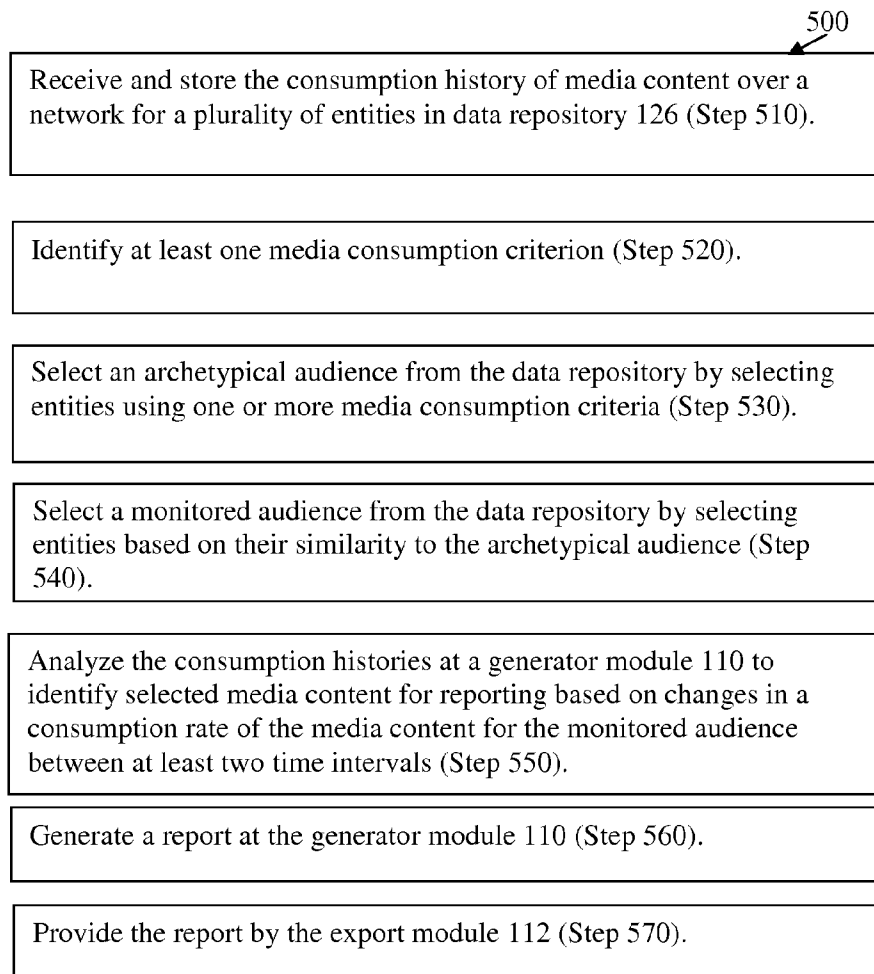 500
Receive and store the consumption history of media content over a
network for a plurality of entities in data repository 126 (Step 510).
Identify at least one media consumption criterion (Step 520).
Select an archetypical audience from the data repository by selecting
entities using one or more media consumption criteria (Step 530).
Select a monitored audience from the data repository by selecting
entities based on their similarity to the archetypical audience (Step
540).
Analyze the consumption histories at a generator module 110 to
identify selected media content for reporting based on changes in a
consumption rate of the media content for the monitored audience
between at least two time intervals (Step 550).
Generate a report at the generator module 110 (Step 560).
Provide the report by the export module 112 (Step 570).